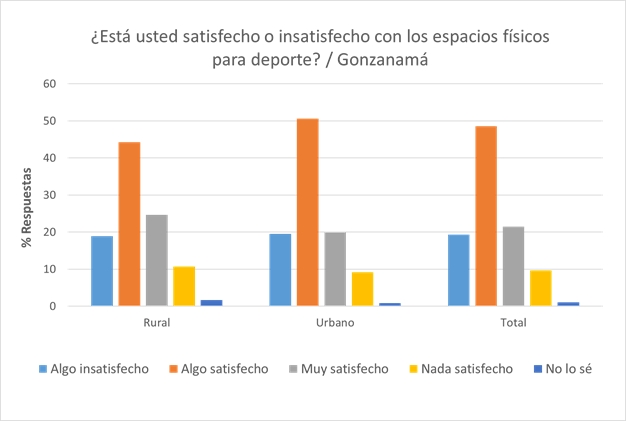 ¿Está usted satisfecho o insatisfecho con los espacios físicos
para deporte? / Gonzanamá
60
50
40
30
20
10
0
% Respuestas
Rural Urbano Total
Algo insatisfecho Algo satisfecho Muy satisfecho Nada satisfecho No lo sé